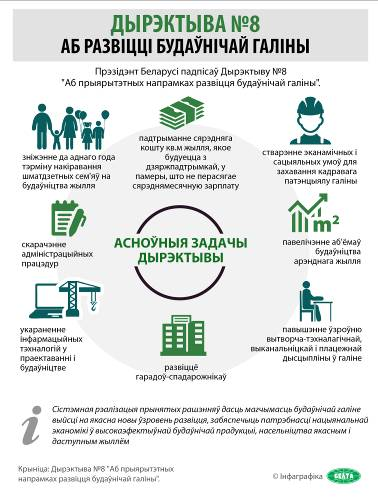 ДЫРЭКТЫВА №8
АБ РАЗВІЦЦІ БУДАЎНІЧАЙ ГАЛІНЫ
Прэзідэнт Беларусі падпісаў Дырэктыву №8
"Аб прыярытэтных напрамках развіцця будаўнічай галіны".
зніжэнне да аднаго года
тэрміну накіравання
шматдзетных сем'яў на
будаўніцтва жылля
падтрыманне сярэдняга
кошту кв.м жылля, якое
будуецца з
дзяржпадтрымкай, у
памеры, што не перасягае
сярэднямесячную зарплату
стварэнне эканамічных і
сацыяльных умоў для
захавання кадравага
патэнцыялу галіны
скарачэнне
адміністрацыйных
працэдур
АСНОЎНЫЯ ЗАДАЧЫ
ДЫРЭКТЫВЫ
m²
павелічэнне аб'ёмаў
будаўніцтва
арэнднага жылля
укараненне
інфармацыйных
тэхналогій у
праектаванні і
будаўніцтве
развіццё
гарадоў-спадарожнікаў
павышэнне ўзроўню
вытворча-тэхналагічнай,
выканальніцкай і плацежнай
дысцыпліны ў галіне
i
Сістэмная рэалізацыя прынятых рашэнняў дасць магчымасць будаўнічай галіне
выйсці на якасна новы ўзровень развіцця, забяспечыць патрэбнасці нацыянальнай
эканомікі ў высокаэфектыўнай будаўнічай прадукцыі, насельніцтва якасным і
даступным жыллём
Крыніца: Дырэктыва №8 "Аб прыярытэтных
напрамках развіцця будаўнічай галіны".
© Інфаграфіка
БЕЛТА